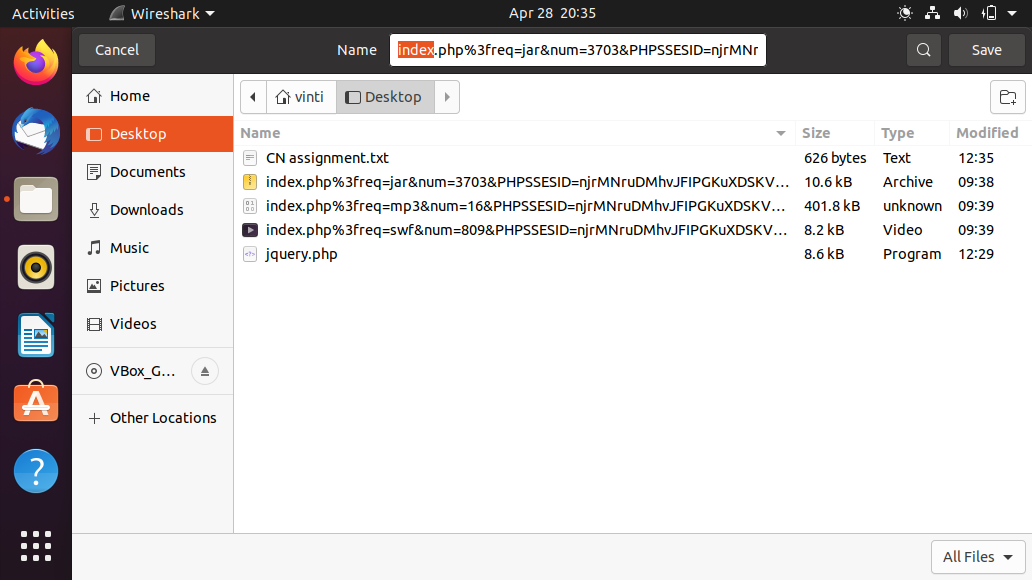 Activities Wireshark Apr 28 20:35
Cancel Name index.php%3freq=jar&num=3703&PHPSSESID=njrMNr Save
Home
Desktop
Documents
Downloads
Music
Pictures
Videos
VBox_G...
Other Locations
vinti Desktop
Name Size Type Modified
CN assignment.txt 626 bytes Text 12:35
index.php%3freq=jar&num=3703&PHPSSESID=njrMNruDMhvJFIPGKuXDSKV... 10.6 kB Archive 09:38
index.php%3freq=mp3&num=16&PHPSSESID=njrMNruDMhvJFIPGKuXDSKV... 401.8 kB unknown 09:39
index.php%3freq=swf&num=809&PHPSSESID=njrMNruDMhvJFIPGKuXDSKV... 8.2 kB Video 09:39
jquery.php 8.6 kB Program 12:29
All Files